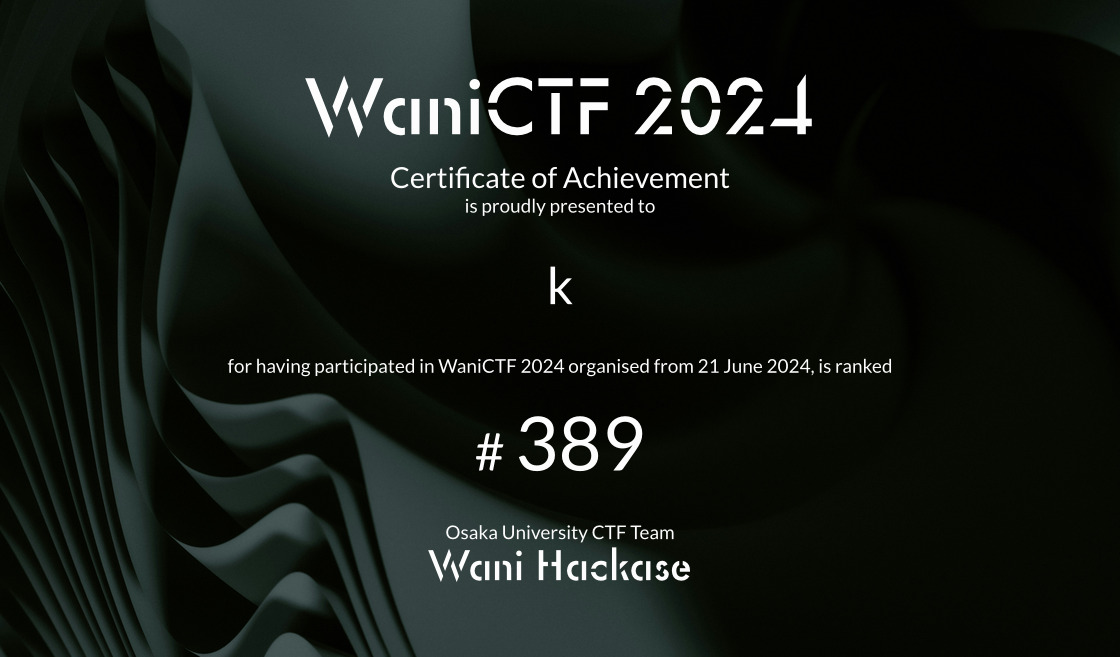 WaniCTF 2024
Certificate of Achievement
is proudly presented to
k
for having participated in WaniCTF 2024 organised from 21 June 2024, is ranked
# 389
Osaka University CTF Team
Wani Hackase